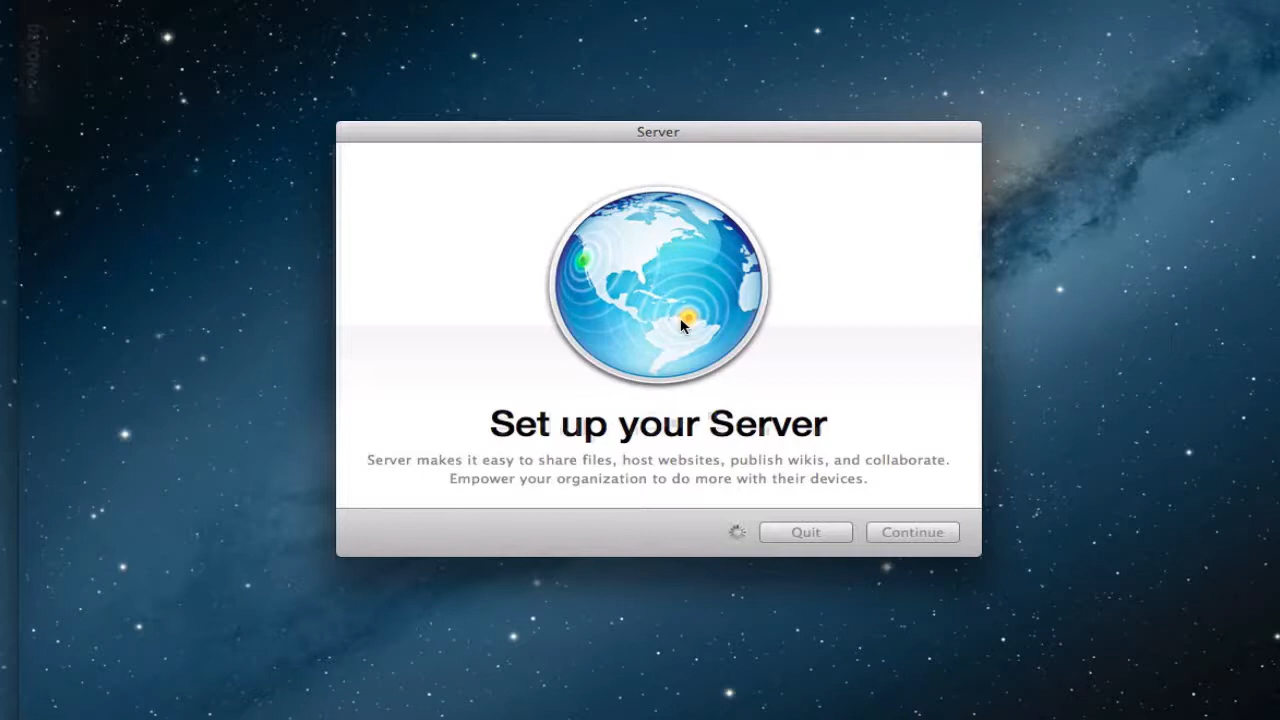 Server
Set up your Server
Server makes it easy to share files, host websites, publish wikis, and collaborate.
Empower your organization to do more with their devices.
Quit
Continue